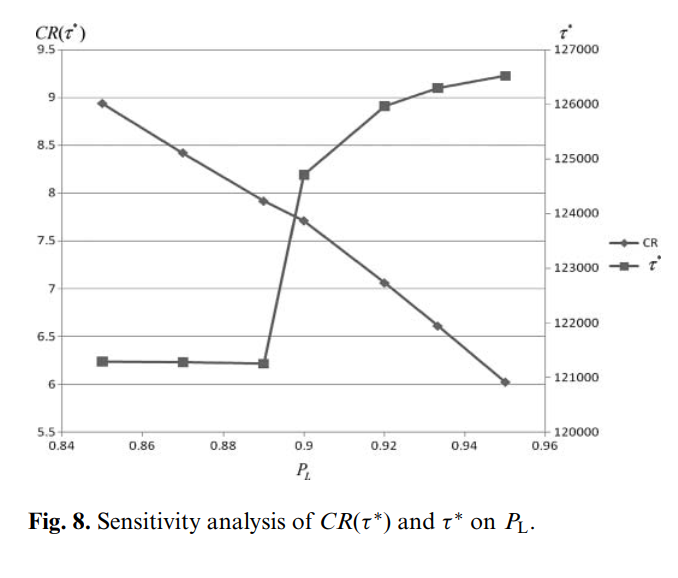 CR(τ*) τ*
9.5 127000
9 126000
8.5 125000
8 124000
7.5 123000
7 122000
6.5 121000
6 120000
5.5
0.84 0.86 0.88 0.9 0.92 0.94 0.96
P_L
CR
τ*
Fig. 8. Sensitivity analysis of CR(τ*) and τ* on P_L.